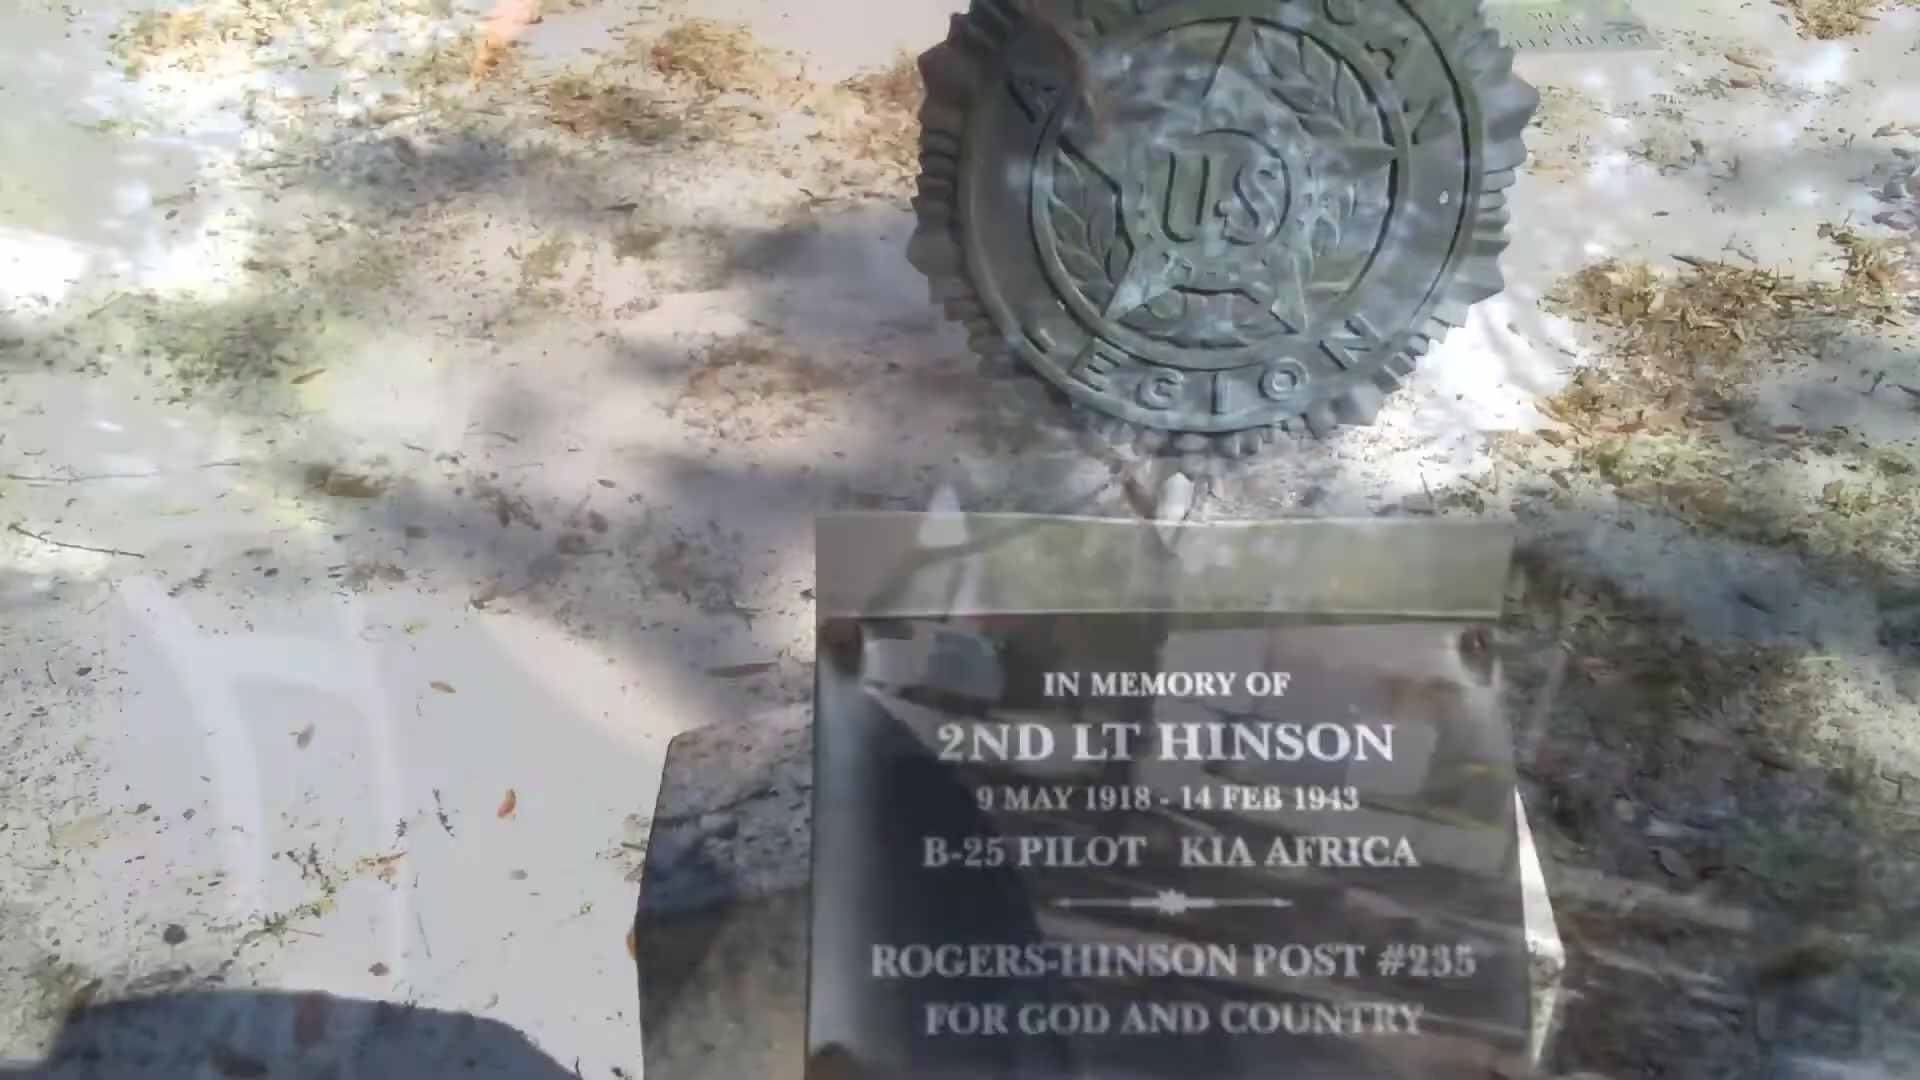 AMERICAN
US
LEGION
IN MEMORY OF
2ND LT HINSON
9 MAY 1918 - 14 FEB 1943
B-25 PILOT KIA AFRICA
ROGERS-HINSON POST #235
FOR GOD AND COUNTRY